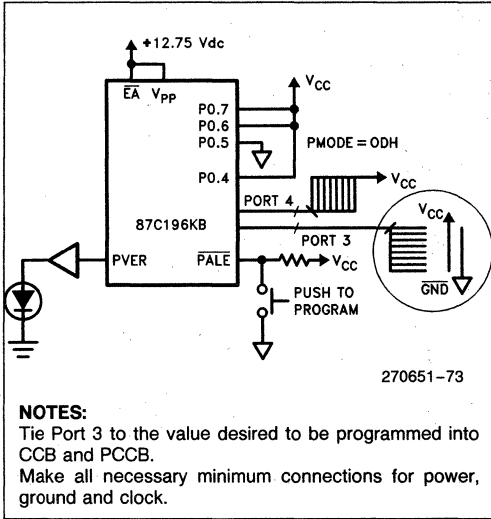 +12.75 Vdc
EA VPP
VCC
P0.7
P0.6
P0.5
PMODE = 0DH
P0.4
VCC
PORT 4
87C196KB
VCC
PORT 3
PVER
PALE
VCC
GND
PUSH TO
PROGRAM
270651-73
NOTES:
Tie Port 3 to the value desired to be programmed into
CCB and PCCB.
Make all necessary minimum connections for power,
ground and clock.